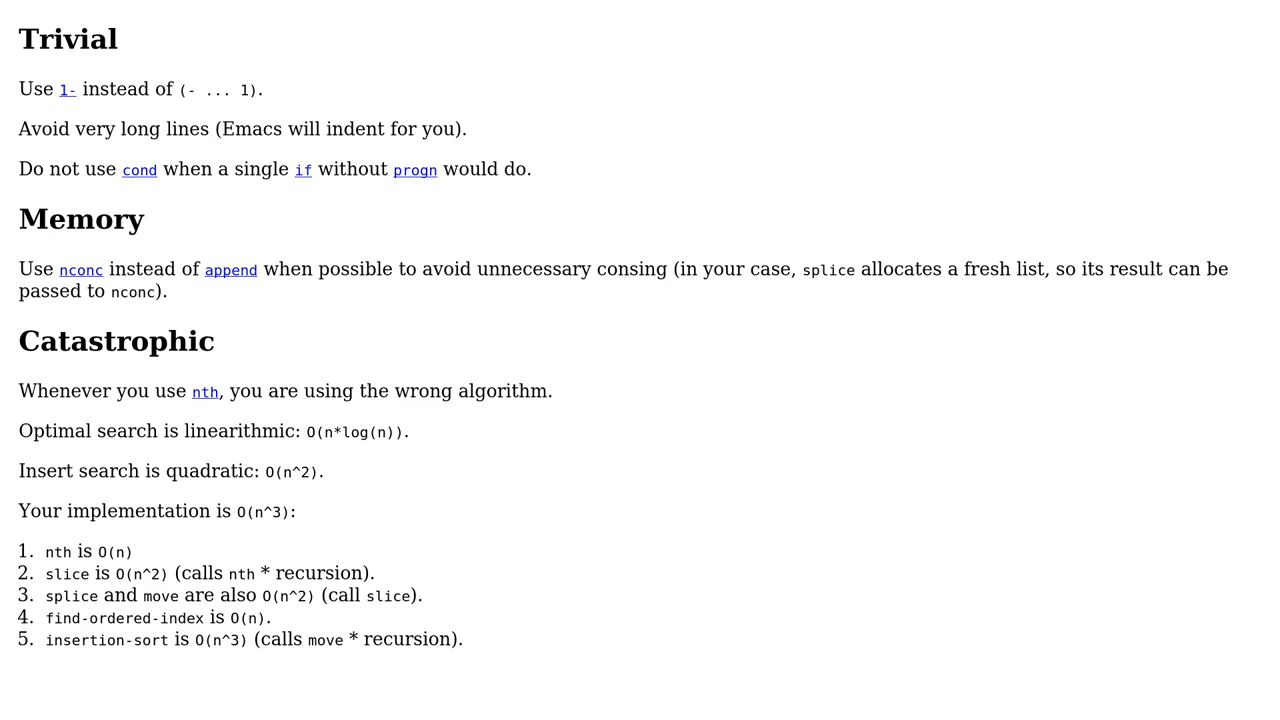 Trivial
Use 1- instead of (- ... 1).
Avoid very long lines (Emacs will indent for you).
Do not use cond when a single if without progn would do.
Memory
Use nconc instead of append when possible to avoid unnecessary consing (in your case, splice allocates a fresh list, so its result can be
passed to nconc).
Catastrophic
Whenever you use nth, you are using the wrong algorithm.
Optimal search is linearithmic: O(n*log(n)).
Insert search is quadratic: O(n^2).
Your implementation is O(n^3):
1. nth is O(n)
2. slice is O(n^2) (calls nth * recursion).
3. splice and move are also O(n^2) (call slice).
4. find-ordered-index is O(n).
5. insertion-sort is O(n^3) (calls move * recursion).